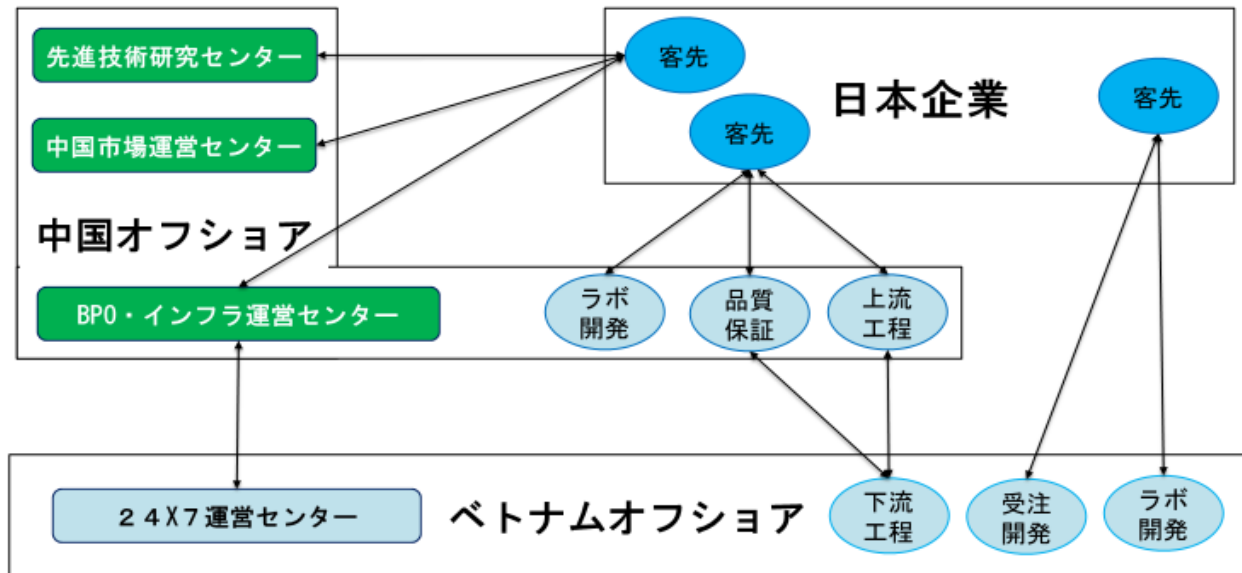 先進技術研究センター
客先
日本企業
客先
中国市場運営センター
客先
中国オフショア
BPO・インフラ運営センター
ラボ
開発
品質
保証
上流
工程
２４X７運営センター
ベトナムオフショア
下流
工程
受注
開発
ラボ
開発